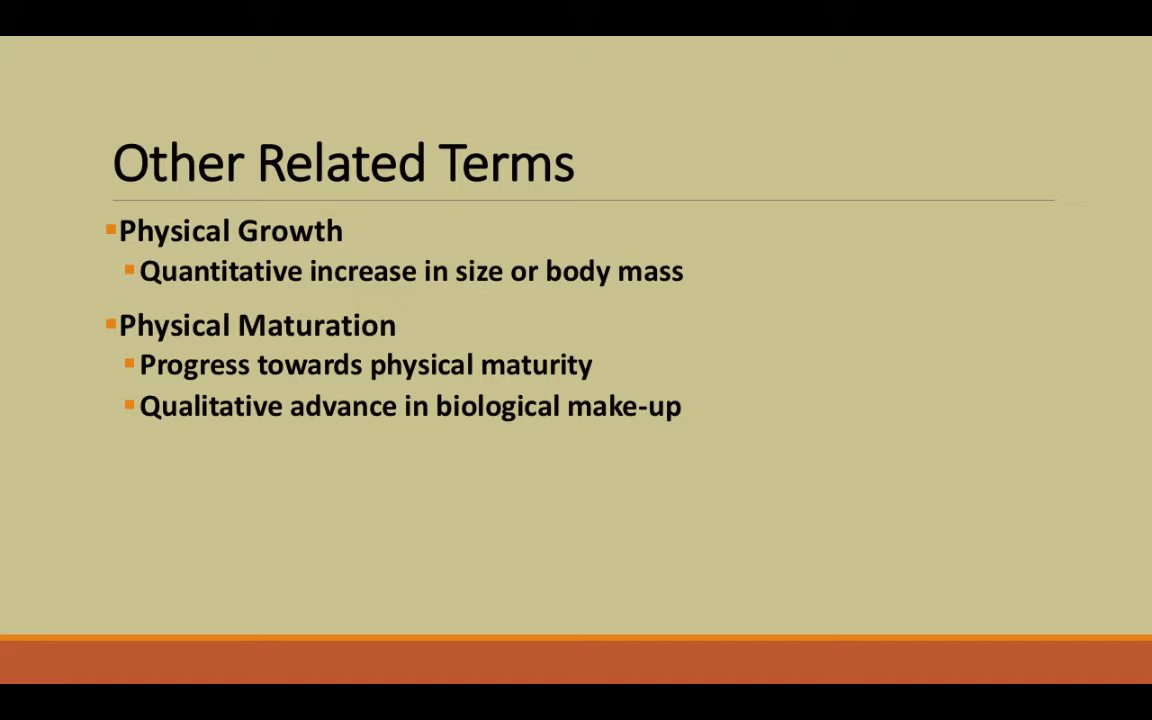 Other Related Terms
Physical Growth
Quantitative increase in size or body mass
Physical Maturation
Progress towards physical maturity
Qualitative advance in biological make-up